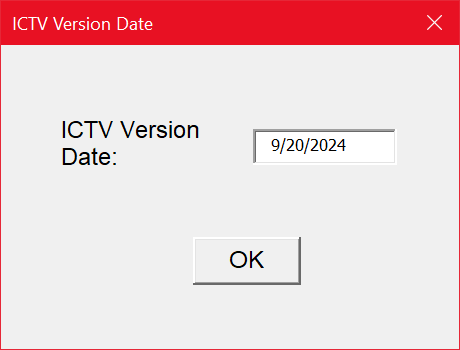 ICTV Version Date
ICTV Version
Date:
9/20/2024
OK